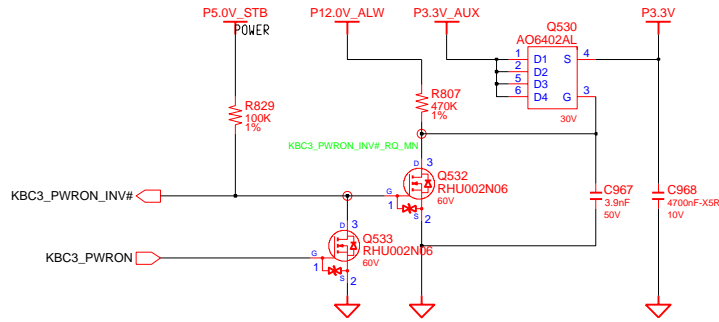 P5.0V_STB P12.0V_ALW P3.3V_AUX Q530 P3.3V
POWER AO6402AL
1 D1 S 4
2 D2
5 D3
6 D4 G 3
30V
R829
100K
1%
R807
470K
1%
KBC3_PWRON_INV#_RQ_MN
D 3
Q532
RHU002N06
60V
G
1 S 2
KBC3_PWRON_INV#
C967
3.9nF
50V
C968
4700nF-X5R
10V
D 3
Q533
RHU002N06
60V
G
1 S 2
KBC3_PWRON